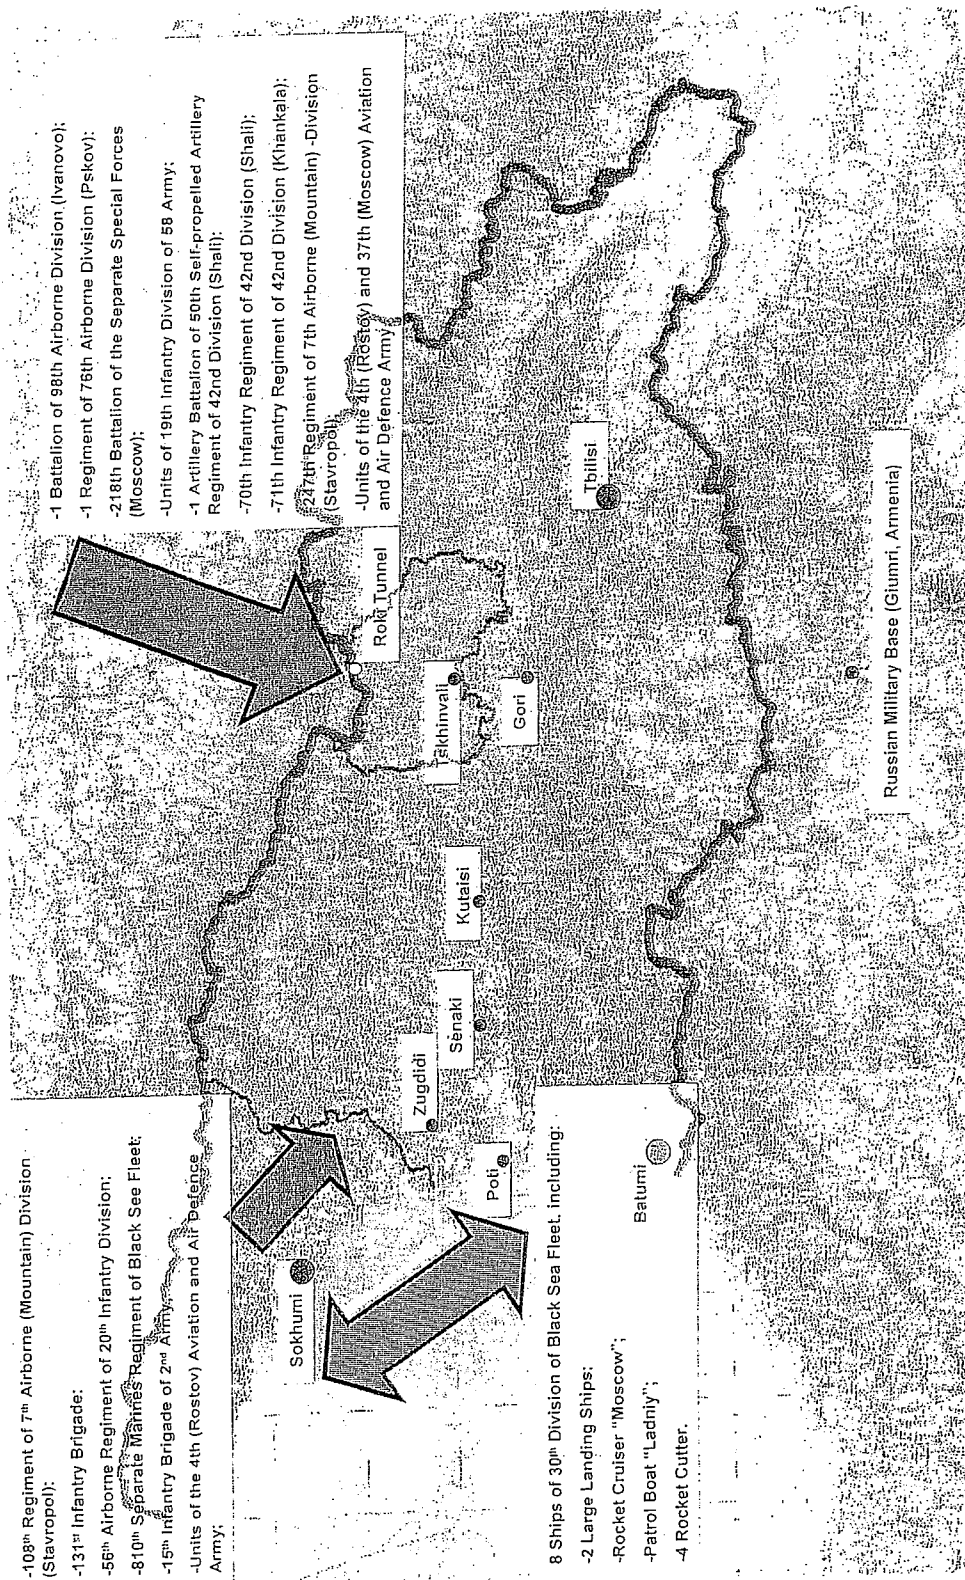 -108th Regiment of 7th Airborne (Mountain) Division
(Stavropol);
-131st Infantry Brigade;
-56th Airborne Regiment of 20th Infantry Division;
-810th Separate Marines Regiment of Black See Fleet;
-15th Infantry Brigade of 2nd Army;
-Units of the 4th (Rostov) Aviation and Air Defence
Army;
-1 Battalion of 98th Airborne Division (Ivanovo);
-1 Regiment of 76th Airborne Division (Pskov);
-218th Battalion of the Separate Special Forces
(Moscow);
-Units of 19th Infantry Division of 58 Army;
-1 Artillery Battalion of 50th Self-propelled Artillery
Regiment of 42nd Division (Shali);
-70th Infantry Regiment of 42nd Division (Shali);
-71th Infantry Regiment of 42nd Division (Khankala);
-247th Regiment of 7th Airborne (Mountain) -Division
(Stavropol);
-Units of the 4th (Rostov) and 37th (Moscow) Aviation
and Air Defence Army
Roki Tunnel
Sokhumi
Zugdidi
Senaki
Kutaisi
Tskhinvali
Gori
Tbilisi
Poti
Batumi
8 Ships of 30th Division of Black Sea Fleet, including:
-2 Large Landing Ships;
-Rocket Cruiser "Moscow";
-Patrol Boat "Ladniy";
-4 Rocket Cutter.
Russian Military Base (Giumri, Armenia)